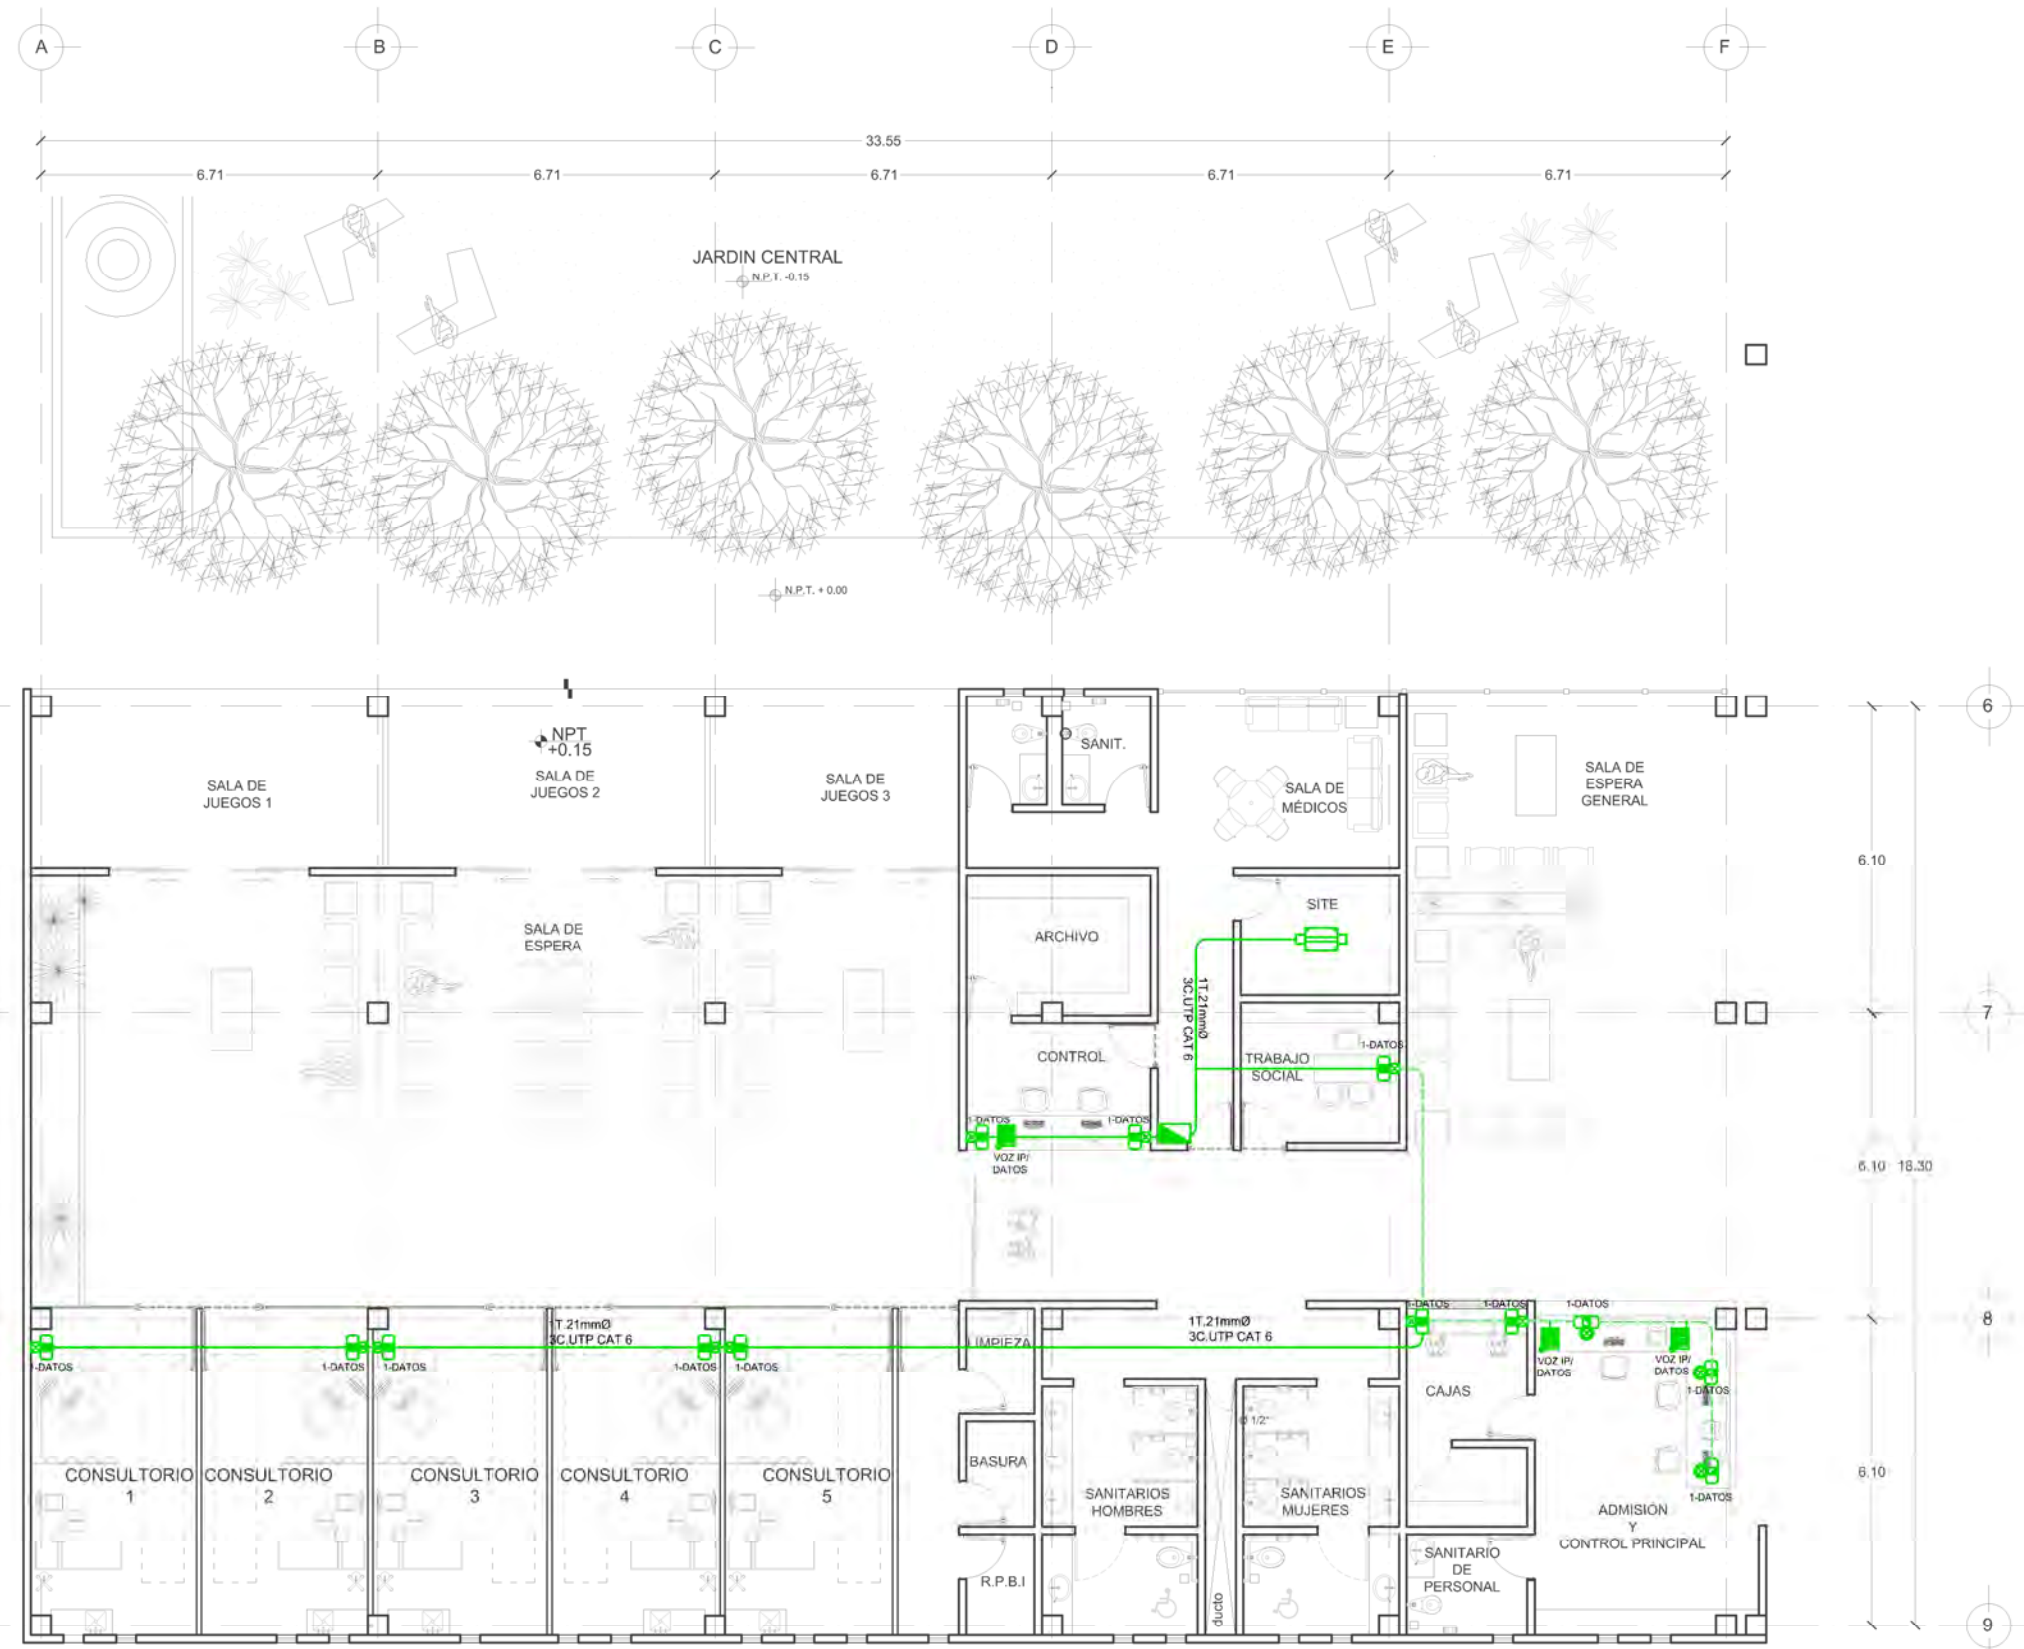 A
B
C
D
E
F
33.55
6.71
6.71
6.71
6.71
6.71
JARDIN CENTRAL
N.P.T. -0.15
N.P.T. + 0.00
6
NPT
+0.15
SALA DE
JUEGOS 1
SALA DE
JUEGOS 2
SALA DE
JUEGOS 3
SANIT.
SALA DE
MÉDICOS
SALA DE
ESPERA
GENERAL
6.10
SALA DE
ESPERA
ARCHIVO
SITE
1T.21mmØ
3C.UTP CAT 6
7
CONTROL
TRABAJO
SOCIAL
1-DATOS
1-DATOS
1-DATOS
VOZ IP/
DATOS
6.10
18.30
8
1T.21mmØ
3C.UTP CAT 6
LIMPIEZA
1T.21mmØ
3C.UTP CAT 6
1-DATOS
1-DATOS
1-DATOS
1-DATOS
1-DATOS
1-DATOS
1-DATOS
1-DATOS
VOZ IP/
DATOS
VOZ IP/
DATOS
1-DATOS
CAJAS
Ø 1/2"
CONSULTORIO
1
CONSULTORIO
2
CONSULTORIO
3
CONSULTORIO
4
CONSULTORIO
5
BASURA
SANITARIOS
HOMBRES
SANITARIOS
MUJERES
1-DATOS
ADMISIÓN
Y
CONTROL PRINCIPAL
6.10
R.P.B.I
ducto
SANITARIO
DE
PERSONAL
9